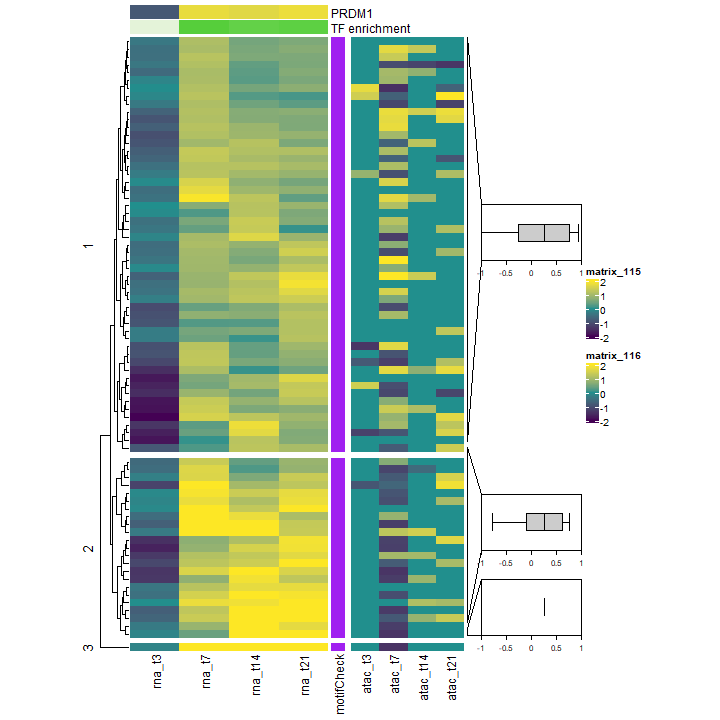 PRDM1
TF enrichment
1
2
3
-1 -0.5 0 0.5 1
matrix_115
2
1
0
-1
-2
matrix_116
2
1
0
-1
-2
-1 -0.5 0 0.5 1
-1 -0.5 0 0.5 1
rna_t3
rna_t7
rna_t14
rna_t21
motifCheck
atac_t3
atac_t7
atac_t14
atac_t21